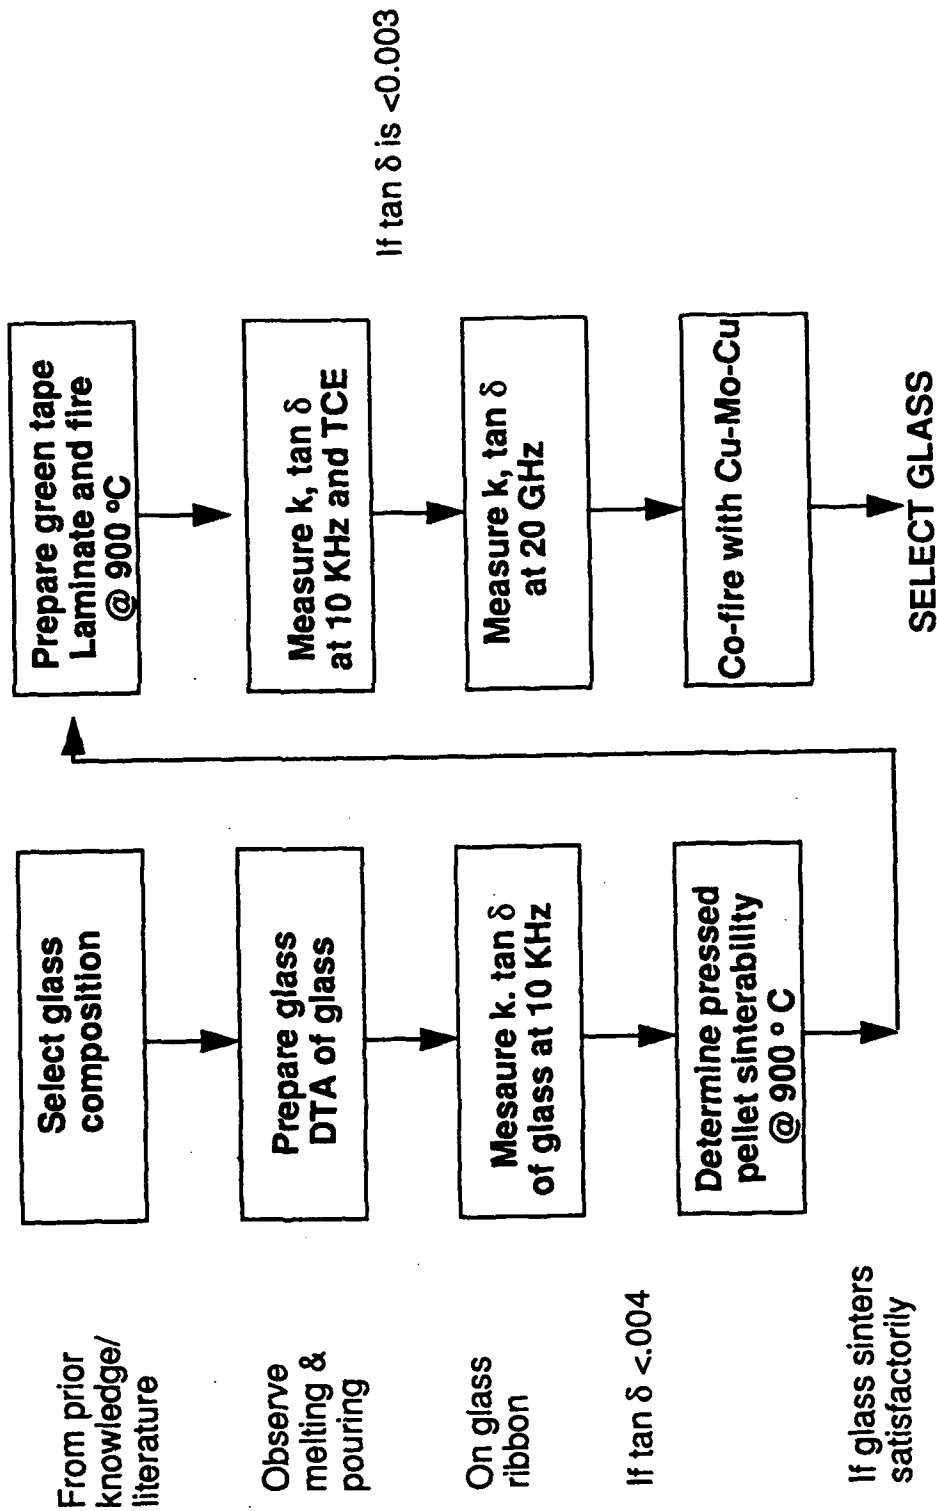 From prior
knowledge/
literature
Select glass
composition
Observe
melting &
pouring
Prepare glass
DTA of glass
On glass
ribbon
Mesaure k. tan δ
of glass at 10 KHz
If tan δ <.004
Determine pressed
pellet sinterability
@ 900 ° C
If glass sinters
satisfactorily
Prepare green tape
Laminate and fire
@ 900 °C
Measure k, tan δ
at 10 KHz and TCE
If tan δ is <0.003
Measure k, tan δ
at 20 GHz
Co-fire with Cu-Mo-Cu
SELECT GLASS